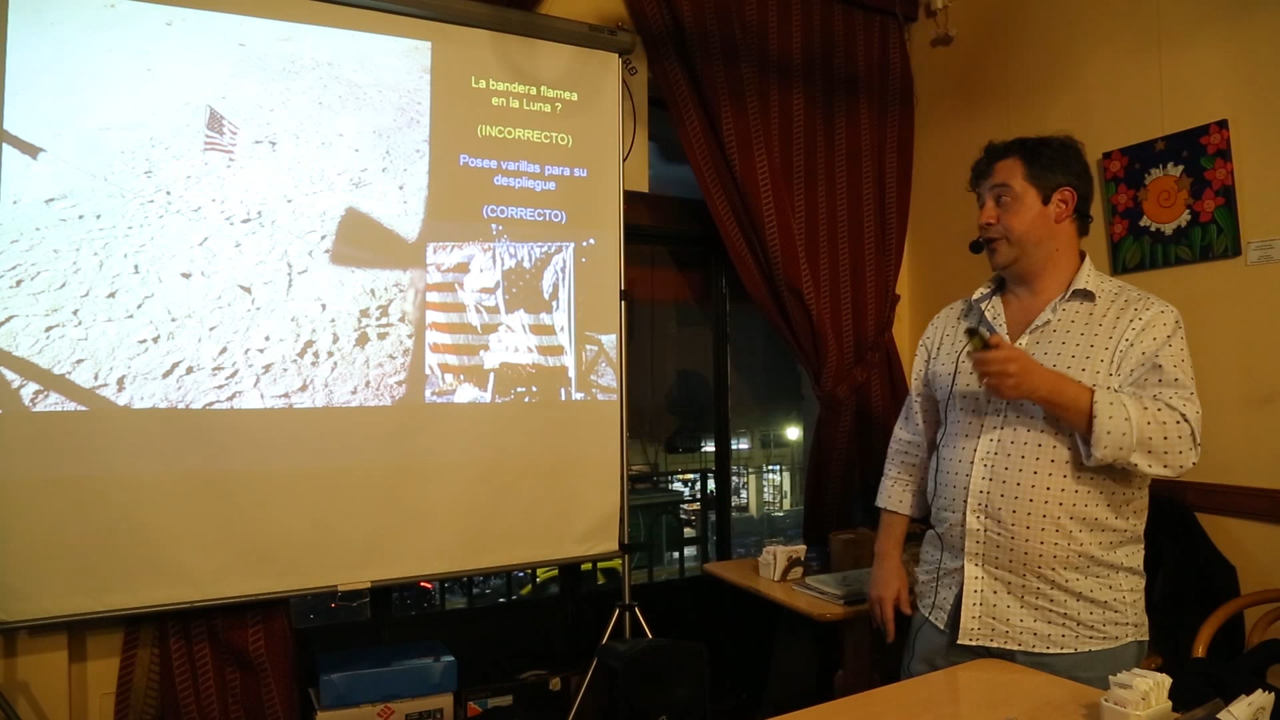 La bandera flamea
en la Luna ?
(INCORRECTO)
Posee varillas para su
despliegue
(CORRECTO)